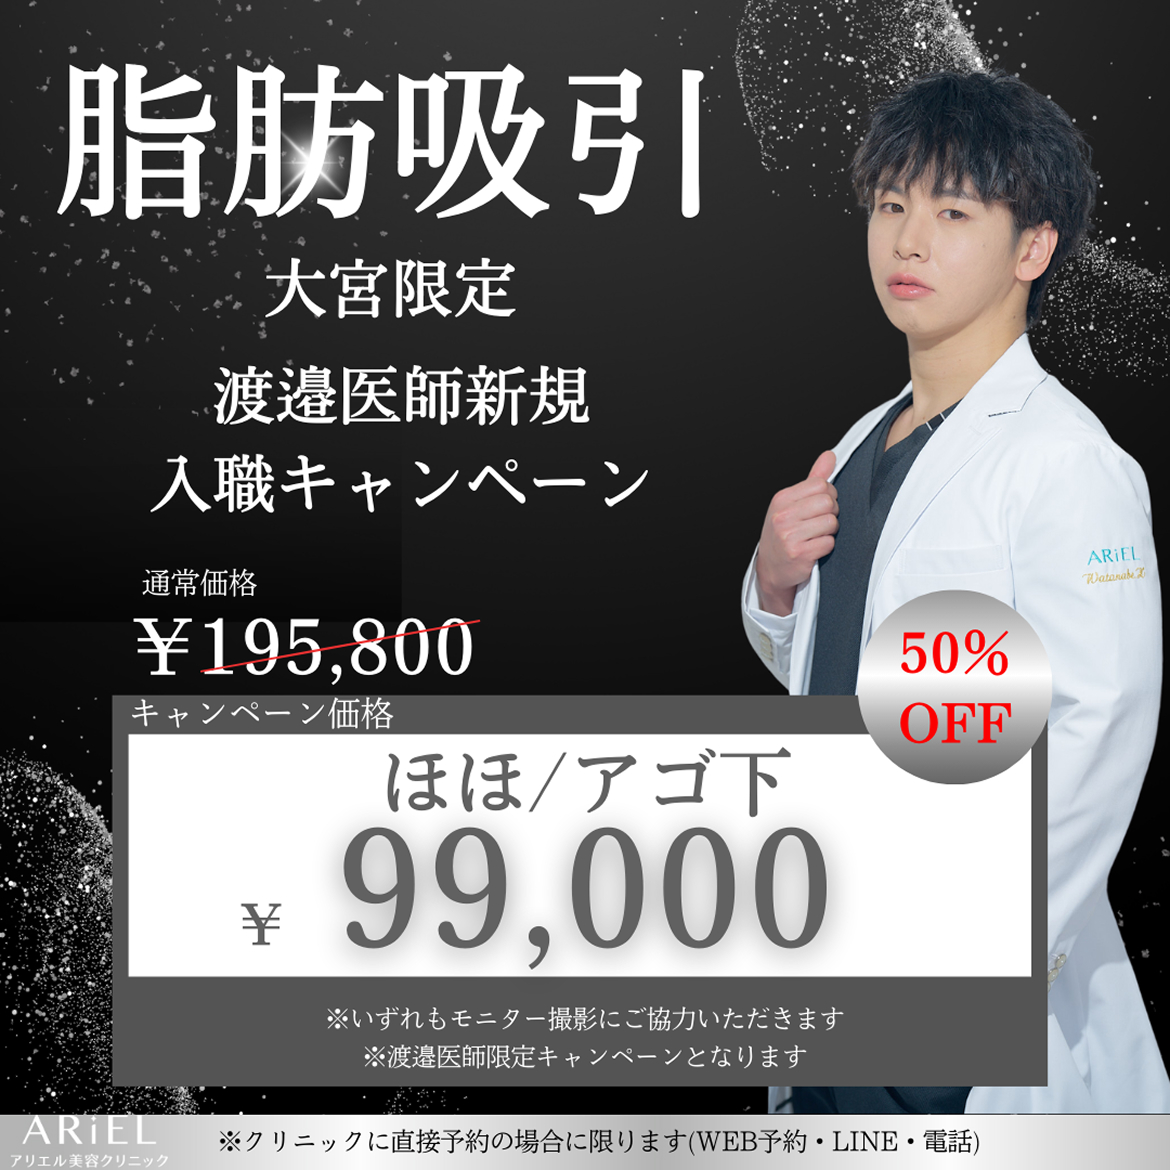 脂肪吸引
大宮限定
渡邉医師新規
入職キャンペーン
通常価格
￥195,800
キャンペーン価格
ARiEL
Watanabe.H
50%
OFF
ほほ/アゴ下
￥99,000
※いずれもモニター撮影にご協力いただきます
※渡邉医師限定キャンペーンとなります
ARiEL
アリエル美容クリニック
※クリニックに直接予約の場合に限ります(WEB予約・LINE・電話)